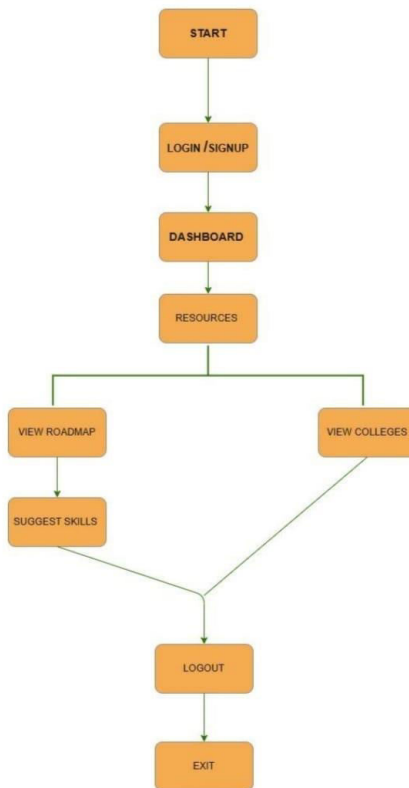 START
LOGIN /SIGNUP
DASHBOARD
RESOURCES
VIEW ROADMAP
VIEW COLLEGES
SUGGEST SKILLS
LOGOUT
EXIT